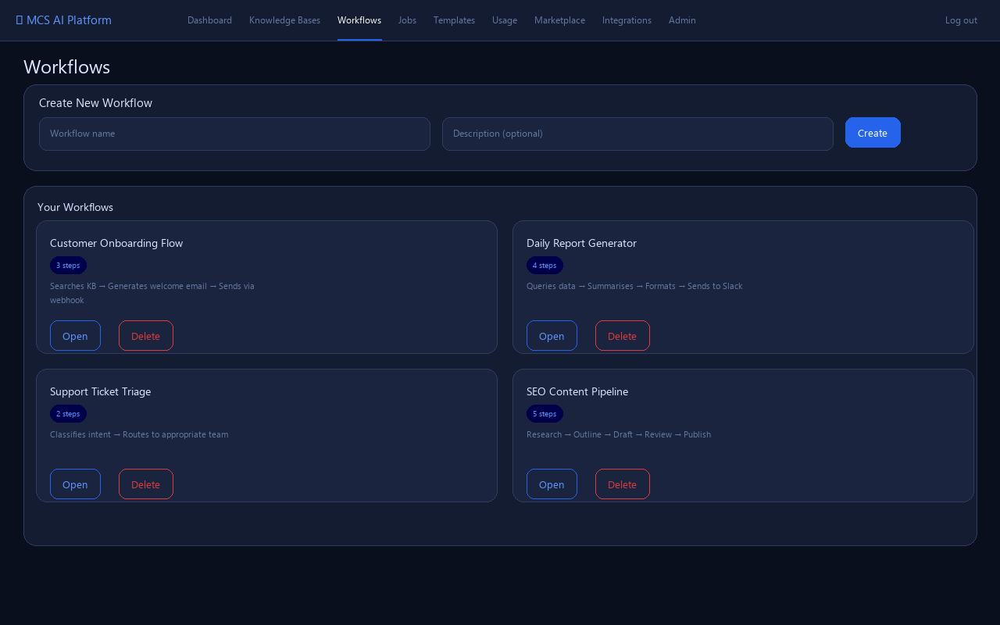 MCS AI Platform Dashboard Knowledge Bases Workflows Jobs Templates Usage Marketplace Integrations Admin Log out
Workflows
Create New Workflow
Workflow name Description (optional) Create
Your Workflows
Customer Onboarding Flow
3 steps
Searches KB → Generates welcome email → Sends via
webhook
Open Delete
Daily Report Generator
4 steps
Queries data → Summarises → Formats → Sends to Slack
Open Delete
Support Ticket Triage
2 steps
Classifies intent → Routes to appropriate team
Open Delete
SEO Content Pipeline
5 steps
Research → Outline → Draft → Review → Publish
Open Delete